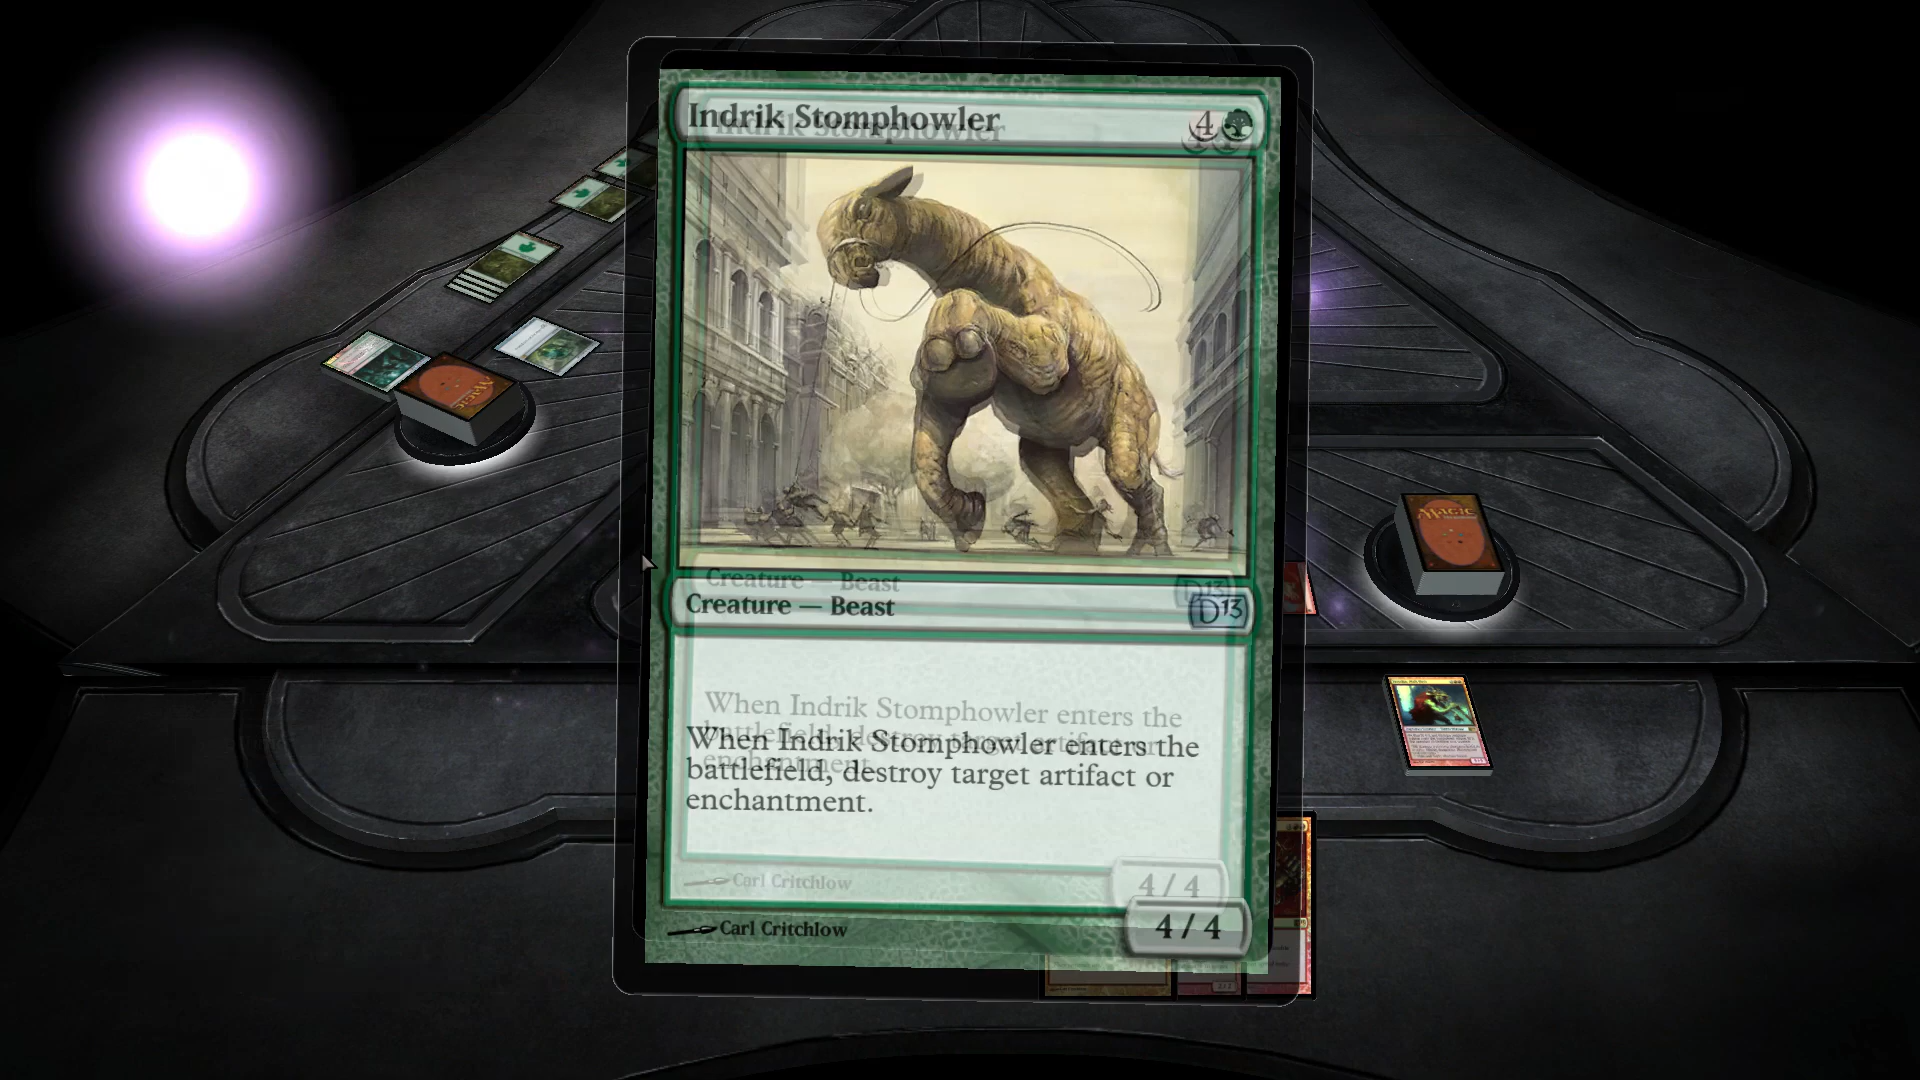 Indrik Stomphowler
4
Creature — Beast
D13
When Indrik Stomphowler enters the
battlefield, destroy target artifact or
enchantment.
Carl Critchlow
4 / 4
MAGIC